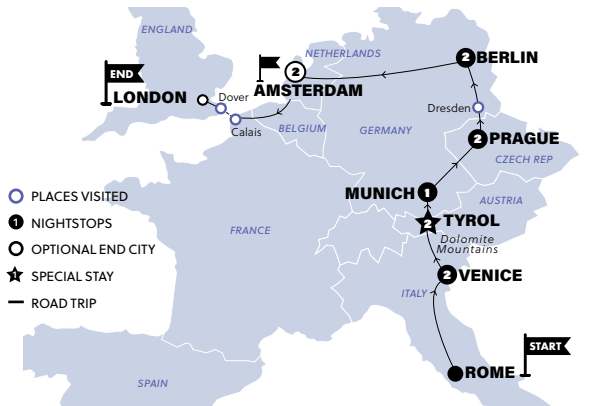 ENGLAND
NETHERLANDS
2 BERLIN
END
2
AMSTERDAM
LONDON
Dover
Calais
Dresden
BELGIUM
GERMANY
2 PRAGUE
CZECH REP
MUNICH 1
AUSTRIA
PLACES VISITED
1 NIGHTSTOPS
OPTIONAL END CITY
1 SPECIAL STAY
ROAD TRIP
FRANCE
2 TYROL
Dolomite
Mountains
2 VENICE
ITALY
START
ROME
SPAIN